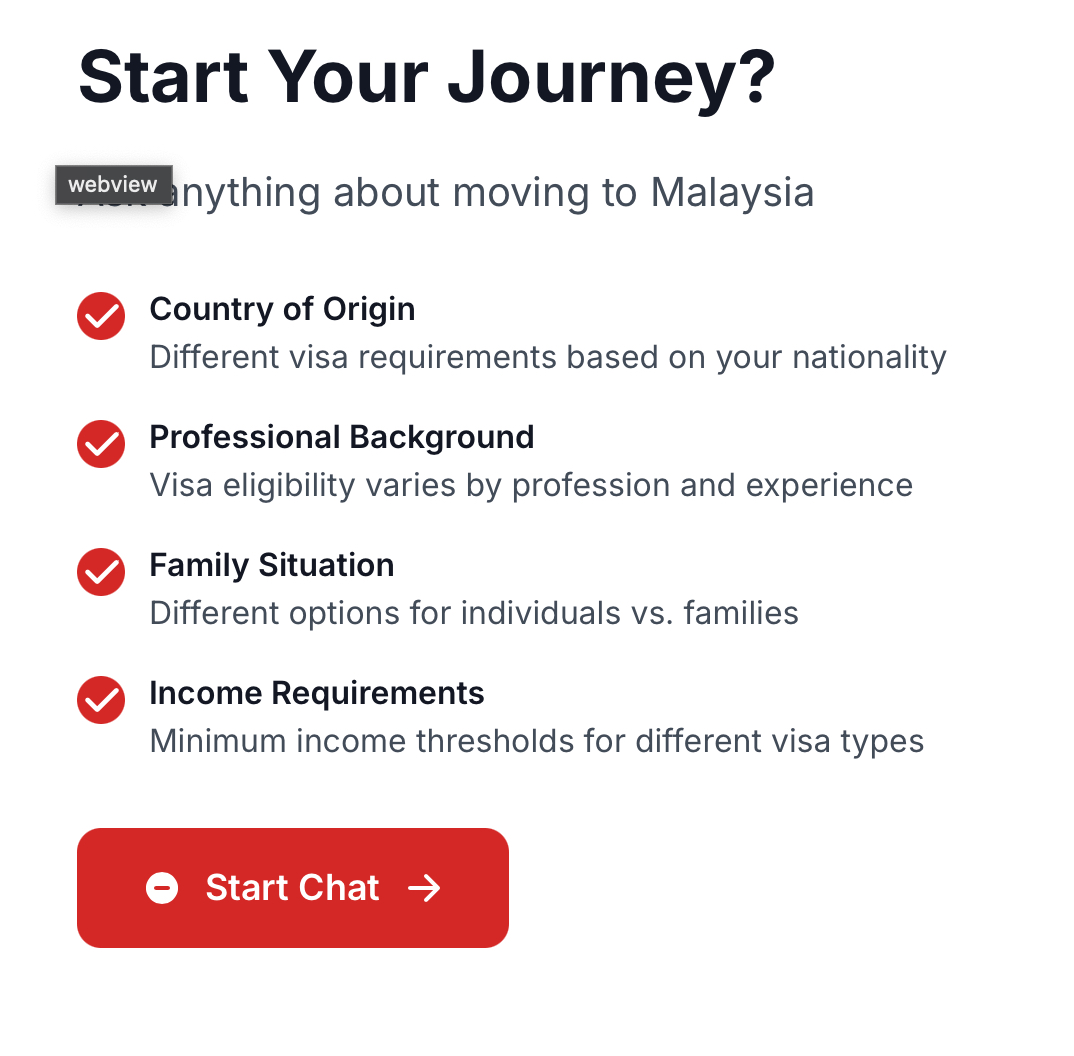 Start Your Journey?
webview
anything about moving to Malaysia
Country of Origin
Different visa requirements based on your nationality
Professional Background
Visa eligibility varies by profession and experience
Family Situation
Different options for individuals vs. families
Income Requirements
Minimum income thresholds for different visa types
Start Chat